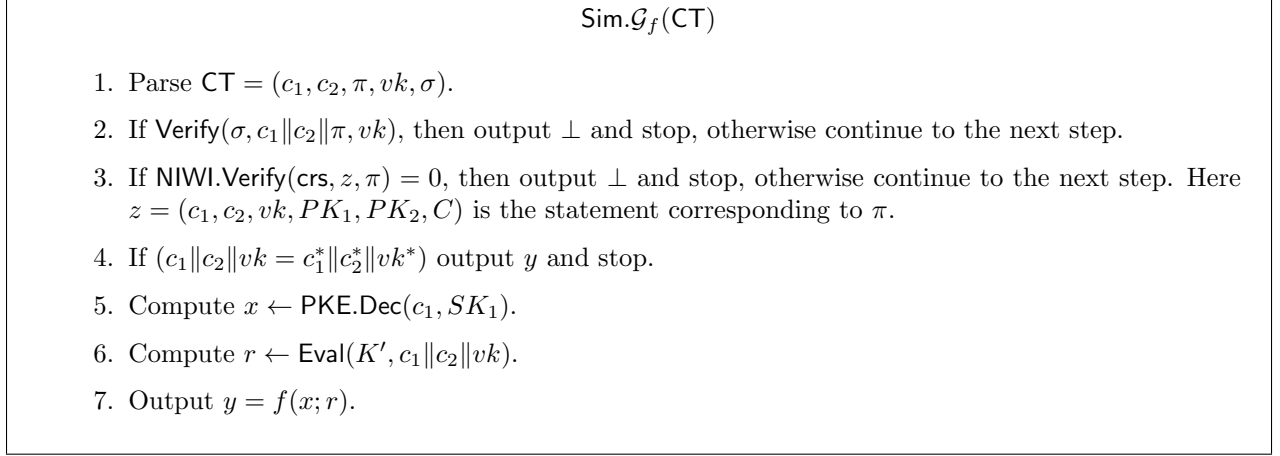 Sim.𝒢_f(CT)
1. Parse CT = (c_1, c_2, π, vk, σ).
2. If Verify(σ, c_1∥c_2∥π, vk), then output ⊥ and stop, otherwise continue to the next step.
3. If NIWI.Verify(crs, z, π) = 0, then output ⊥ and stop, otherwise continue to the next step. Here
z = (c_1, c_2, vk, PK_1, PK_2, C) is the statement corresponding to π.
4. If (c_1∥c_2∥vk = c_1^*∥c_2^*∥vk^*) output y and stop.
5. Compute x ← PKE.Dec(c_1, SK_1).
6. Compute r ← Eval(K′, c_1∥c_2∥vk).
7. Output y = f(x; r).